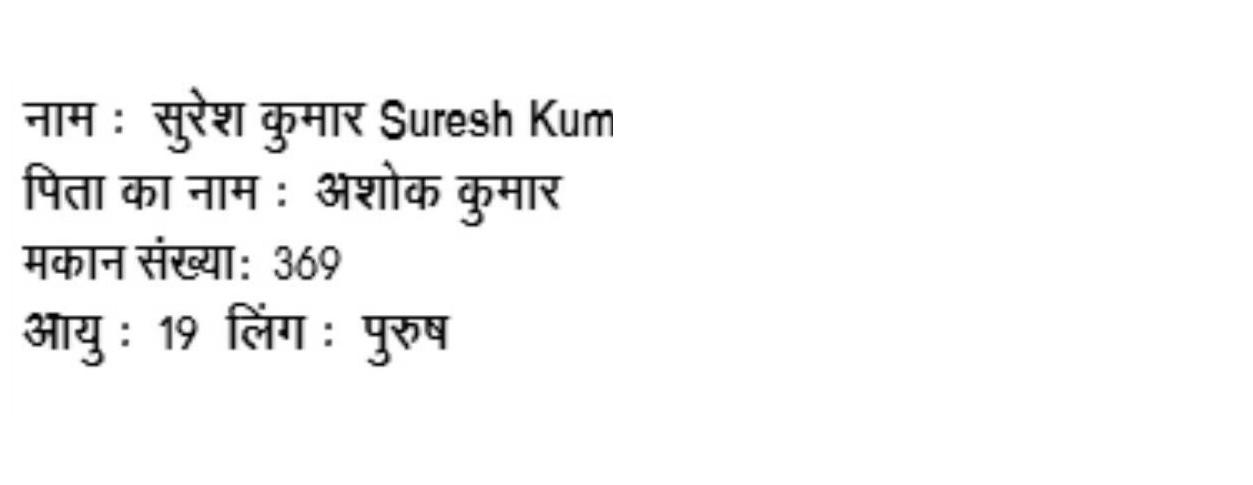 नाम : सुरेश कुमार Suresh Kum
पिता का नाम : अशोक कुमार
मकान संख्या: 369
आयु : 19 लिंग : पुरुष